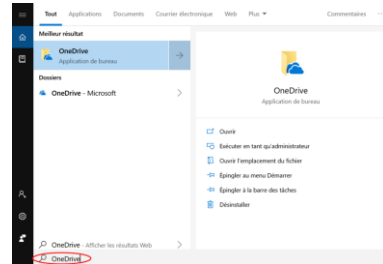 Tout Applications Documents Courrier électronique Web Plus Commentaires ...
Meilleur résultat
OneDrive
Application de bureau
Dossiers
OneDrive - Microsoft
OneDrive
Application de bureau
Ouvrir
Exécuter en tant qu'administrateur
Ouvrir l'emplacement du fichier
Épingler au menu Démarrer
Épingler à la barre des tâches
Désinstaller
OneDrive - Afficher les résultats Web
OneDrive